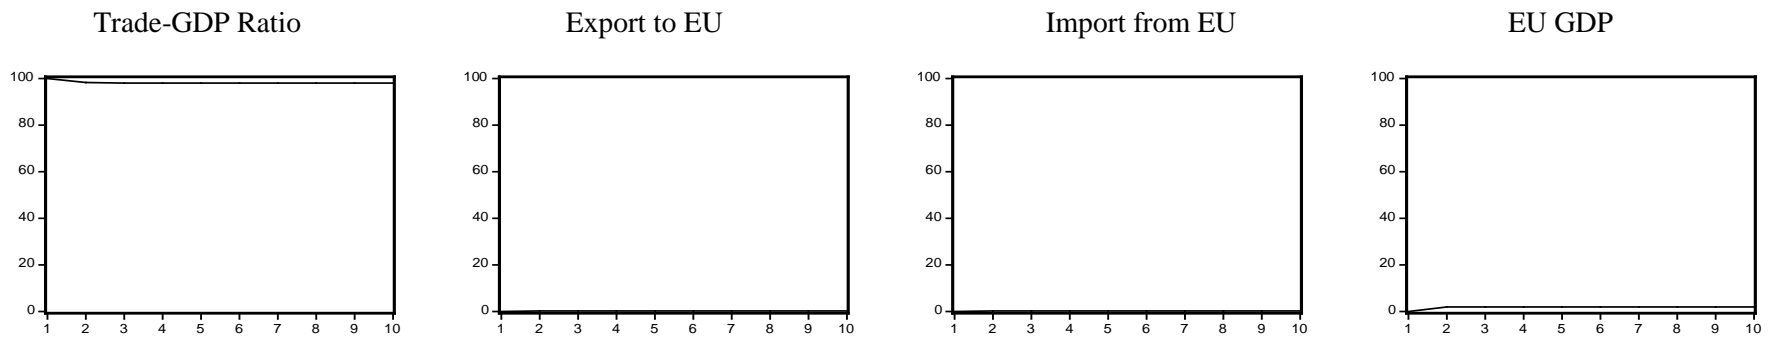 Trade-GDP Ratio Export to EU Import from EU EU GDP
100 100 100 100
80 80 80 80
60 60 60 60
40 40 40 40
20 20 20 20
0 0 0 0
1 2 3 4 5 6 7 8 9 10 1 2 3 4 5 6 7 8 9 10 1 2 3 4 5 6 7 8 9 10 1 2 3 4 5 6 7 8 9 10